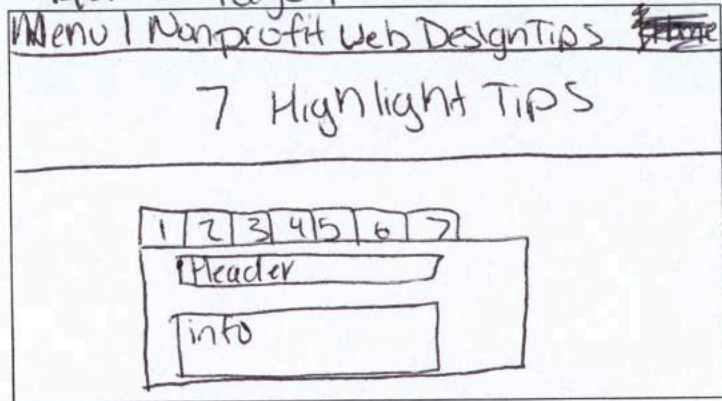 Menu | Nonprofit Web Design Tips
7 Highlight Tips
1 2 3 4 5 6 7
Header
info